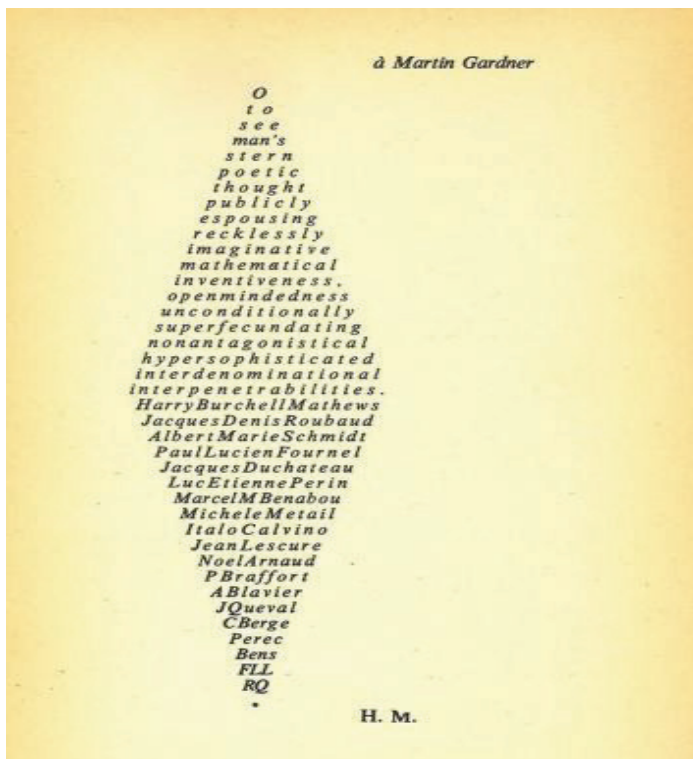 à Martin Gardner
O
to
see
man's
stern
poetic
thought
publicly
espousing
recklessly
imaginative
mathematical
inventiveness,
openmindedness
unconditionally
superfecundating
nonantagonistical
hypersophisticated
interdenominational
interpenetrabilities.
HarryBurchellMathews
JacquesDenisRoubaud
AlbertMarieSchmidt
PaulLucienFournel
JacquesDuchateau
LucEtiennePerin
MarcelMBenabou
MicheleMetail
ItaloCalvino
JeanLescure
NoelArnaud
PBraffort
ABlavier
JQueval
CBerge
Perec
Bens
FLL
RQ
.
H. M.